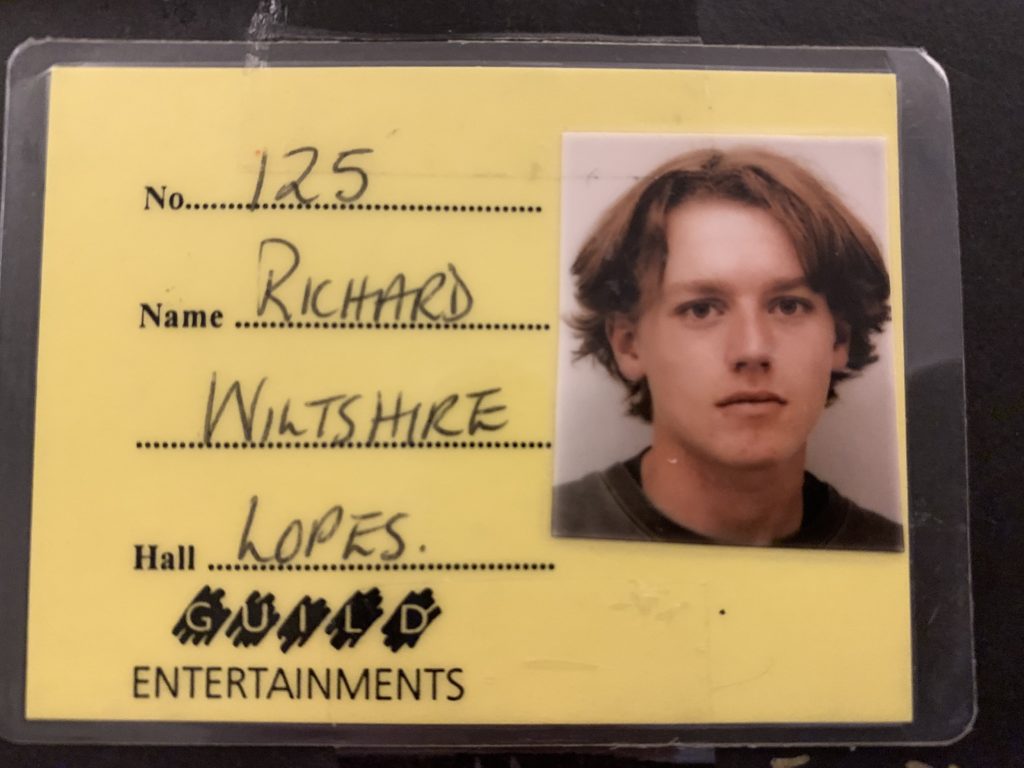 No. 125
Name RICHARD
WILTSHIRE
Hall LOPES.
GUILD
ENTERTAINMENTS